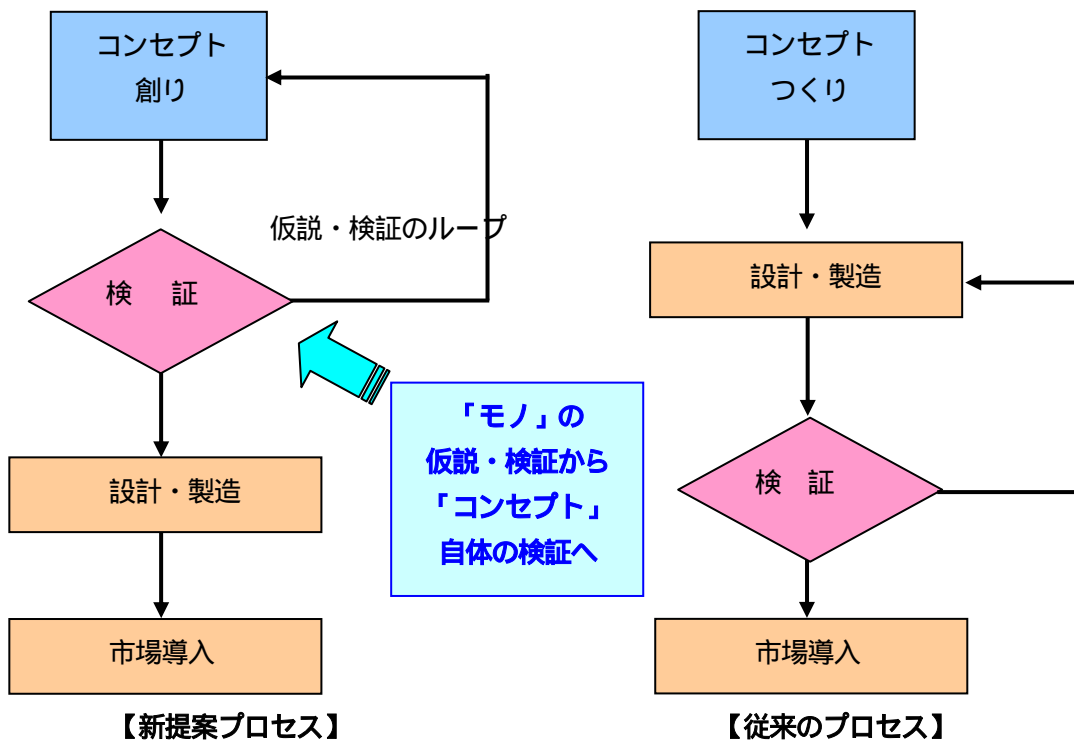 コンセプト
創り
仮説・検証のループ
検 証
設計・製造
市場導入
【新提案プロセス】
「モノ」の
仮説・検証から
「コンセプト」
自体の検証へ
コンセプト
つくり
設計・製造
検 証
市場導入
【従来のプロセス】